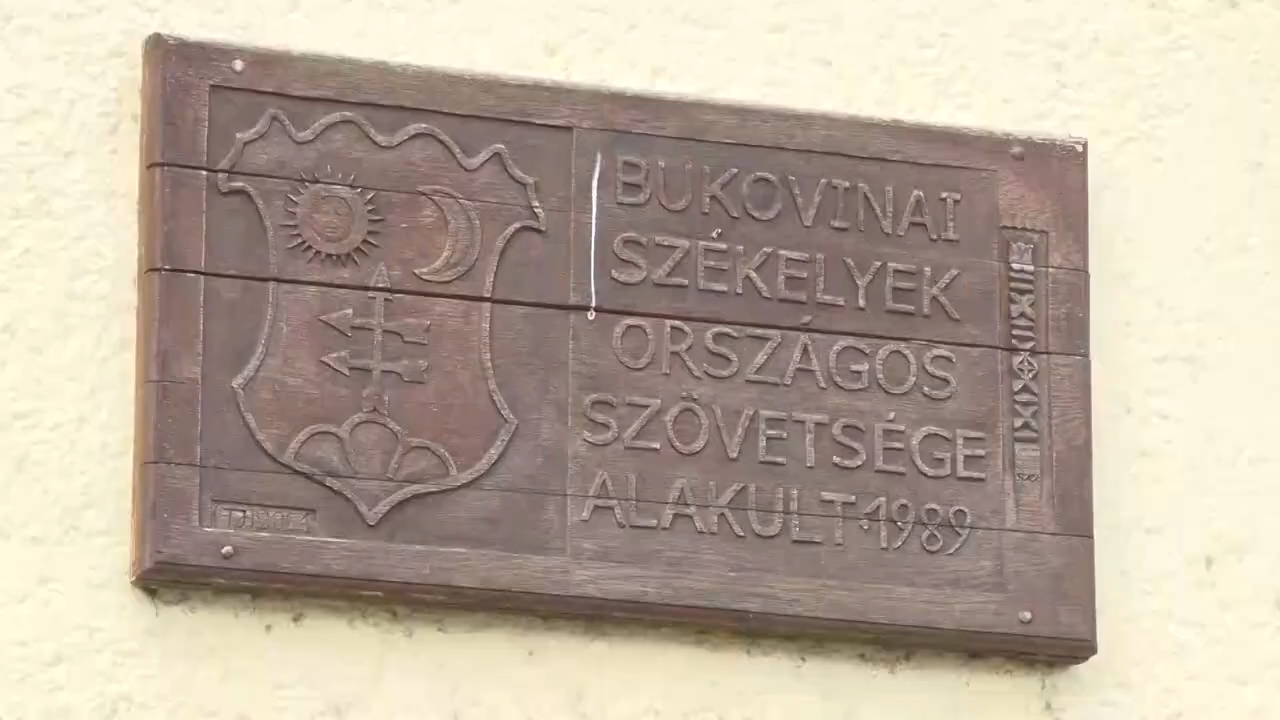 BUKOVINAI
SZÉKELYEK
ORSZÁGOS
SZÖVETSÉGE
ALAKULT:1989